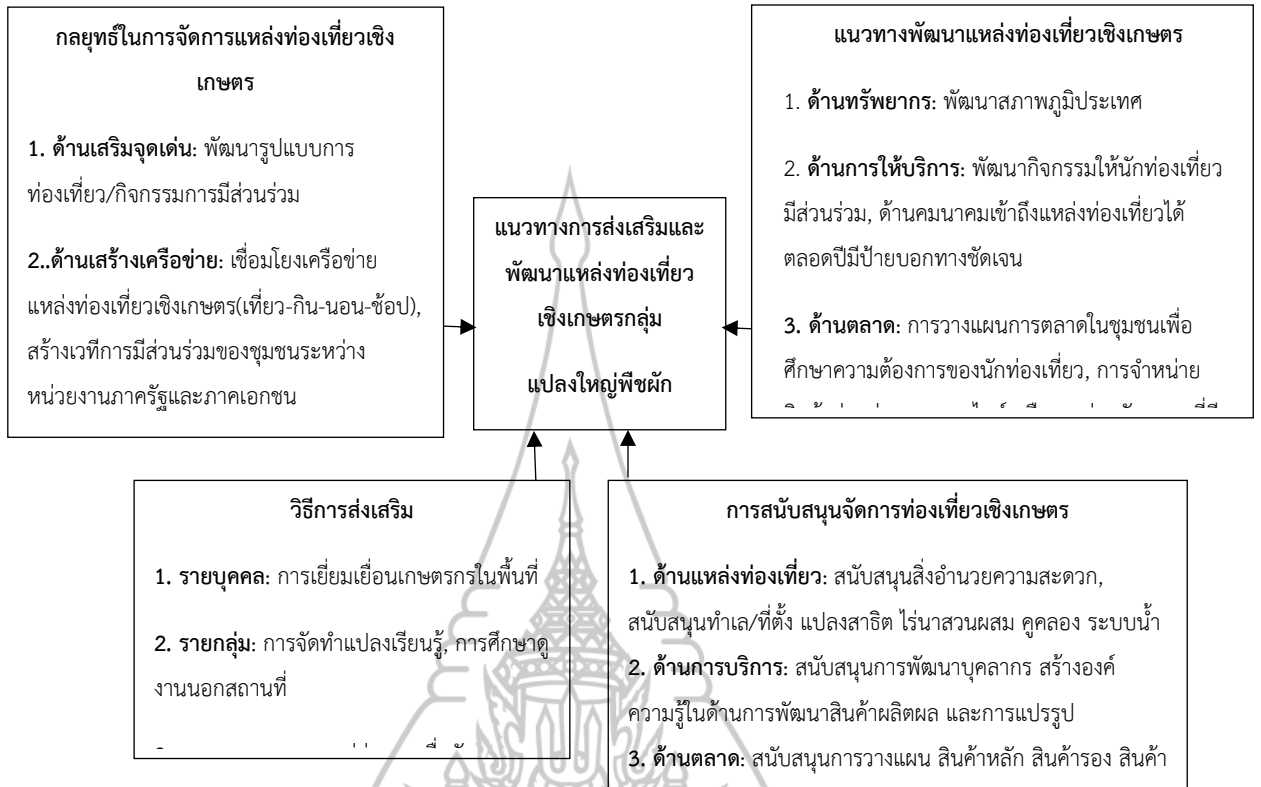 กลยุทธ์ในการจัดการแหล่งท่องเที่ยวเชิง
เกษตร
1. ด้านเสริมจุดเด่น: พัฒนารูปแบบการ
ท่องเที่ยว/กิจกรรมการมีส่วนร่วม
2..ด้านเสร้างเครือข่าย: เชื่อมโยงเครือข่าย
แหล่งท่องเที่ยวเชิงเกษตร(เที่ยว-กิน-นอน-ช้อป),
สร้างเวทีการมีส่วนร่วมของชุมชนระหว่าง
หน่วยงานภาครัฐและภาคเอกชน
แนวทางพัฒนาแหล่งท่องเที่ยวเชิงเกษตร
1. ด้านทรัพยากร: พัฒนาสภาพภูมิประเทศ
2. ด้านการให้บริการ: พัฒนากิจกรรมให้นักท่องเที่ยว
มีส่วนร่วม, ด้านคมนาคมเข้าถึงแหล่งท่องเที่ยวได้
ตลอดปีมีป้ายบอกทางชัดเจน
3. ด้านตลาด: การวางแผนการตลาดในชุมชนเพื่อ
ศึกษาความต้องการของนักท่องเที่ยว, การจำหน่าย
แนวทางการส่งเสริมและ
พัฒนาแหล่งท่องเที่ยว
เชิงเกษตรกลุ่ม
แปลงใหญ่พืชผัก
วิธีการส่งเสริม
1. รายบุคคล: การเยี่ยมเยื่อนเกษตรกรในพื้นที่
2. รายกลุ่ม: การจัดทำแปลงเรียนรู้, การศึกษาดู
งานนอกสถานที่
การสนับสนุนจัดการท่องเที่ยวเชิงเกษตร
1. ด้านแหล่งท่องเที่ยว: สนับสนุนสิ่งอำนวยความสะดวก,
สนับสนุนทำเล/ที่ตั้ง แปลงสาธิต ไร่นาสวนผสม คูคลอง ระบบน้ำ
2. ด้านการบริการ: สนับสนุนการพัฒนาบุคลากร สร้างองค์
ความรู้ในด้านการพัฒนาสินค้าผลิตผล และการแปรรูป
3. ด้านตลาด: สนับสนุนการวางแผน สินค้าหลัก สินค้ารอง สินค้า